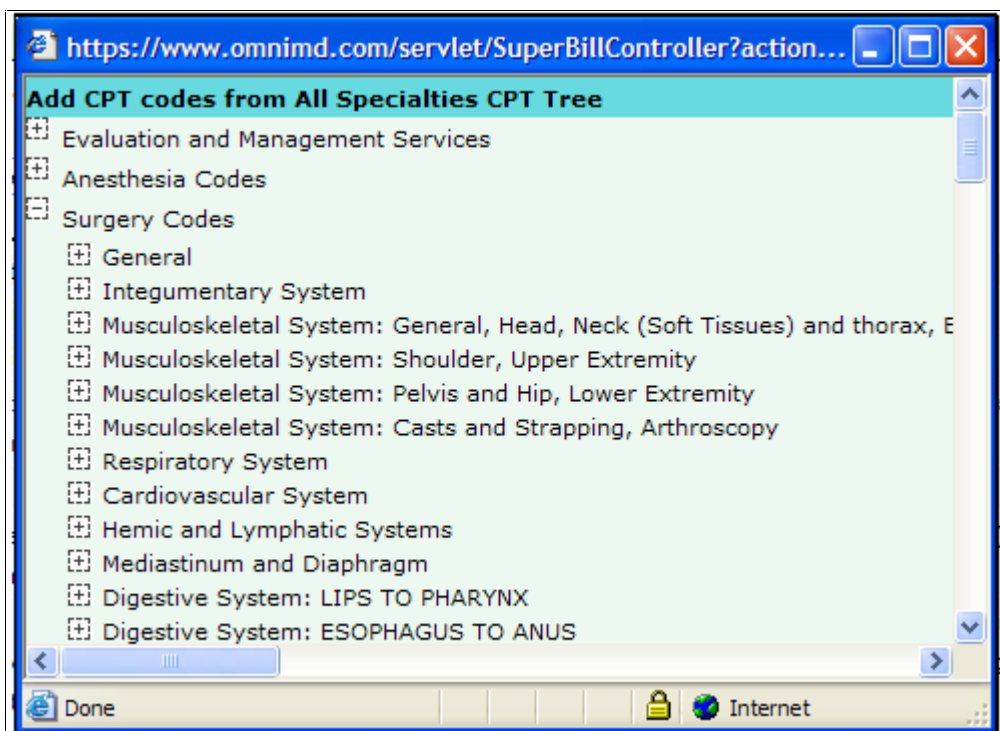 https://www.omnimd.com/servlet/SuperBillController?action...
Add CPT codes from All Specialties CPT Tree
Evaluation and Management Services
Anesthesia Codes
Surgery Codes
General
Integumentary System
Musculoskeletal System: General, Head, Neck (Soft Tissues) and thorax, E
Musculoskeletal System: Shoulder, Upper Extremity
Musculoskeletal System: Pelvis and Hip, Lower Extremity
Musculoskeletal System: Casts and Strapping, Arthroscopy
Respiratory System
Cardiovascular System
Hemic and Lymphatic Systems
Mediastinum and Diaphragm
Digestive System: LIPS TO PHARYNX
Digestive System: ESOPHAGUS TO ANUS
Done Internet